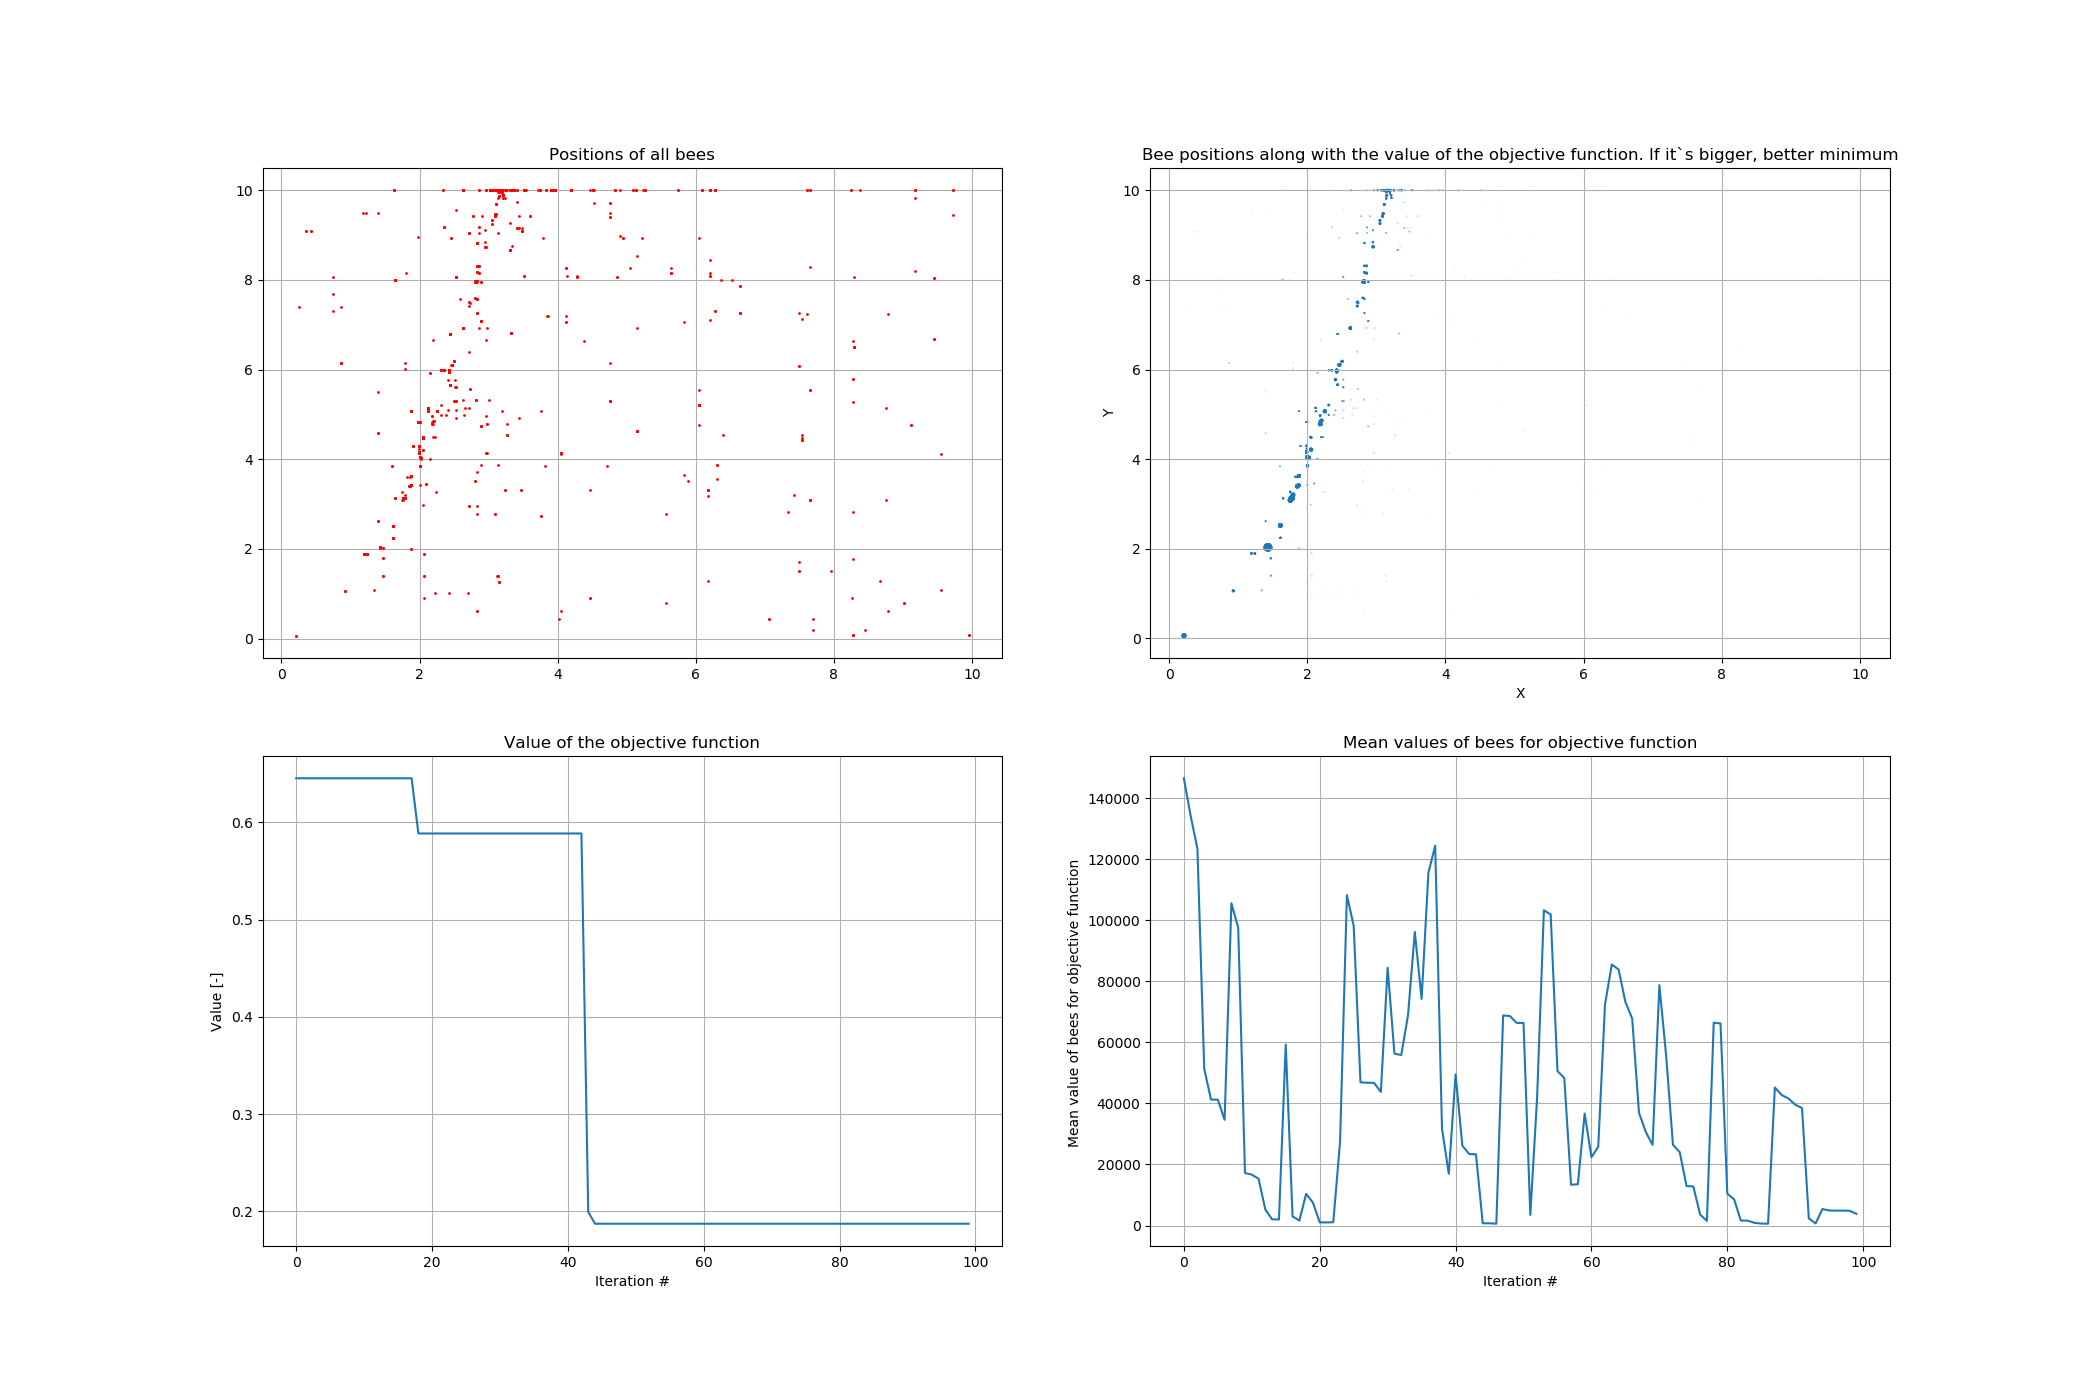 Positions of all bees
10
8
6
4
2
0
0 2 4 6 8 10
Bee positions along with the value of the objective function. If it`s bigger, better minimum
Y
10
8
6
4
2
0
0 2 4 6 8 10
X
Value of the objective function
Value [-]
0.6
0.5
0.4
0.3
0.2
0 20 40 60 80 100
Iteration #
Mean values of bees for objective function
Mean value of bees for objective function
140000
120000
100000
80000
60000
40000
20000
0
0 20 40 60 80 100
Iteration #